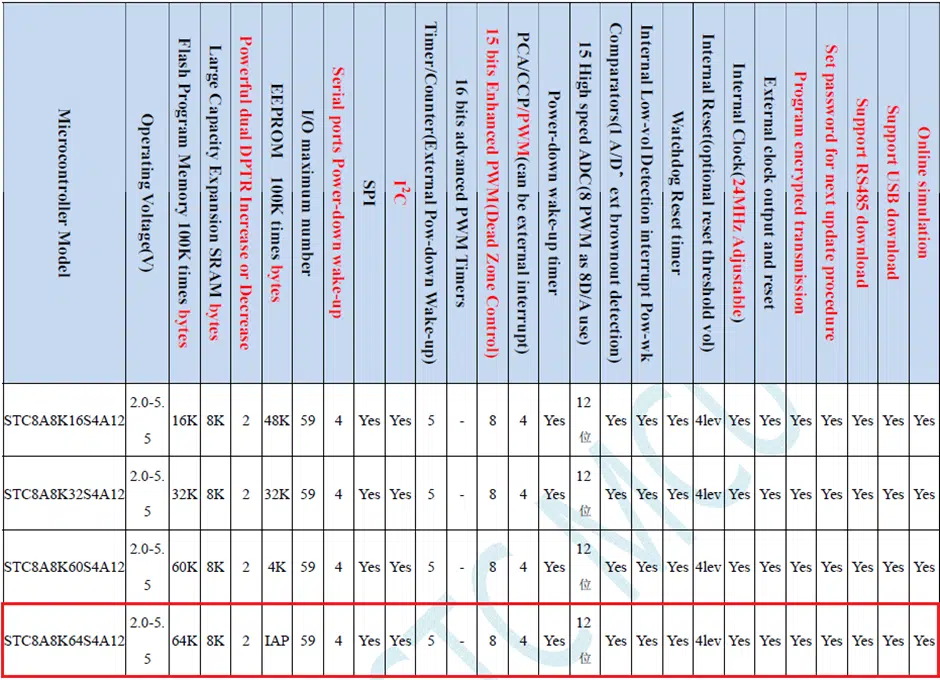 Microcontroller Model
Operating Voltage(V)
Flash Program Memory 100K times bytes
Large Capacity Expansion SRAM bytes
Powerful dual DPTR Increase or Decrease
EEPROM 100K times bytes
I/O maximum number
Serial ports Power-down wake-up
SPI
I²C
Timer/Counter(External Pow-down Wake-up)
16 bits advanced PWM Timers
15 bits Enhanced PWM(Dead Zone Control)
PCA/CCP/PWM(can be external interrupt)
Power-down wake-up timer
15 High speed ADC(8 PWM as 8D/A use)
Comparators(1 A/D, ext brownout detection)
Internal Low-vol Detection interrupt Pow-wk
Watchdog Reset timer
Internal Reset(optional reset threshold vol)
Internal Clock(24MHz Adjustable)
External clock output and reset
Program encrypted transmission
Set password for next update procedure
Support RS485 download
Support USB download
Online simulation
STC8A8K16S4A12 2.0-5.5 16K 8K 2 48K 59 4 Yes Yes 5 - 8 4 Yes 12位 Yes Yes Yes 4lev Yes Yes Yes Yes Yes Yes Yes
STC8A8K32S4A12 2.0-5.5 32K 8K 2 32K 59 4 Yes Yes 5 - 8 4 Yes 12位 Yes Yes Yes 4lev Yes Yes Yes Yes Yes Yes Yes
STC8A8K60S4A12 2.0-5.5 60K 8K 2 4K 59 4 Yes Yes 5 - 8 4 Yes 12位 Yes Yes Yes 4lev Yes Yes Yes Yes Yes Yes Yes
STC8A8K64S4A12 2.0-5.5 64K 8K 2 IAP 59 4 Yes Yes 5 - 8 4 Yes 12位 Yes Yes Yes 4lev Yes Yes Yes Yes Yes Yes Yes
STC MCU